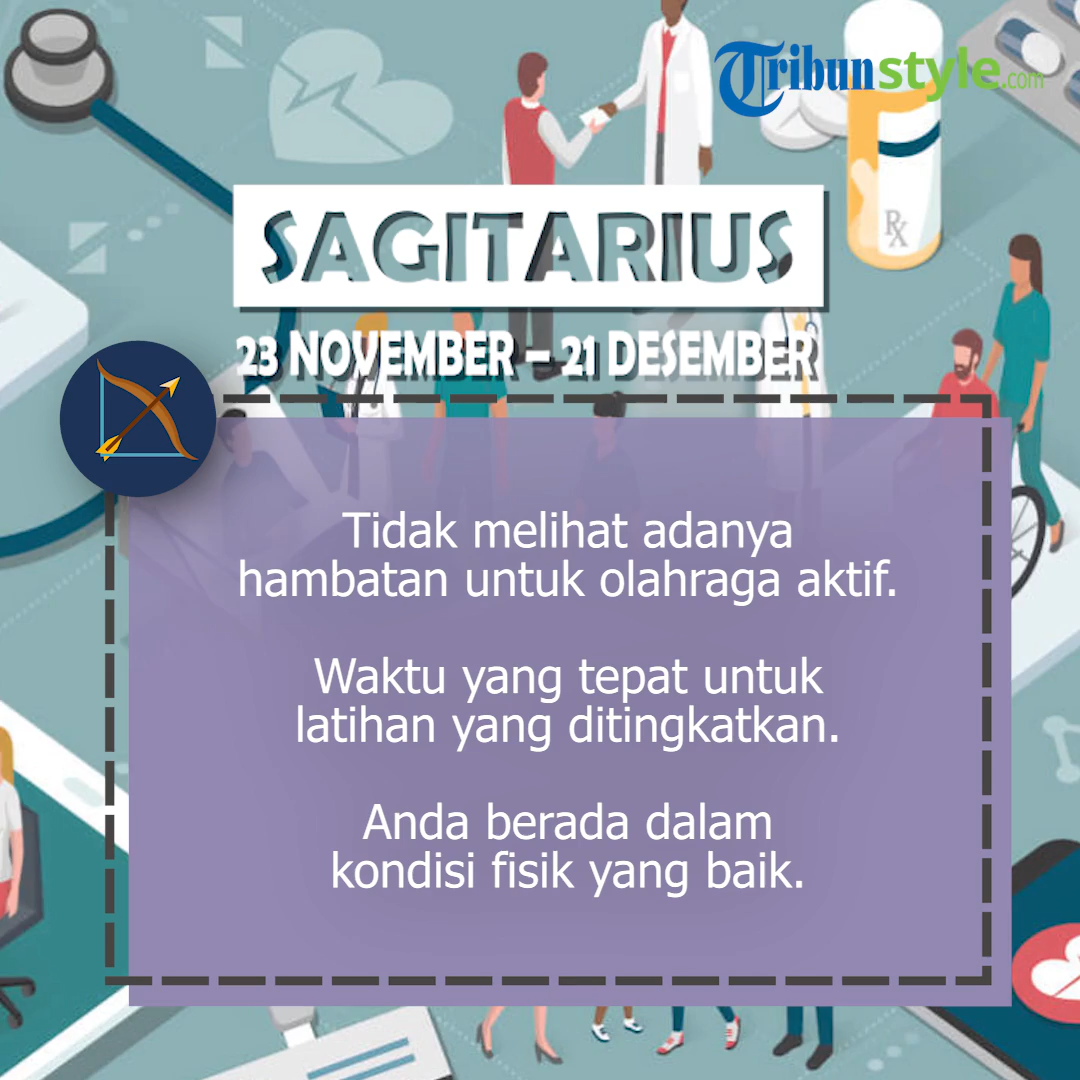 Tribunstyle.com
RX
SAGITARIUS
23 NOVEMBER – 21 DESEMBER
Tidak melihat adanya
hambatan untuk olahraga aktif.
Waktu yang tepat untuk
latihan yang ditingkatkan.
Anda berada dalam
kondisi fisik yang baik.